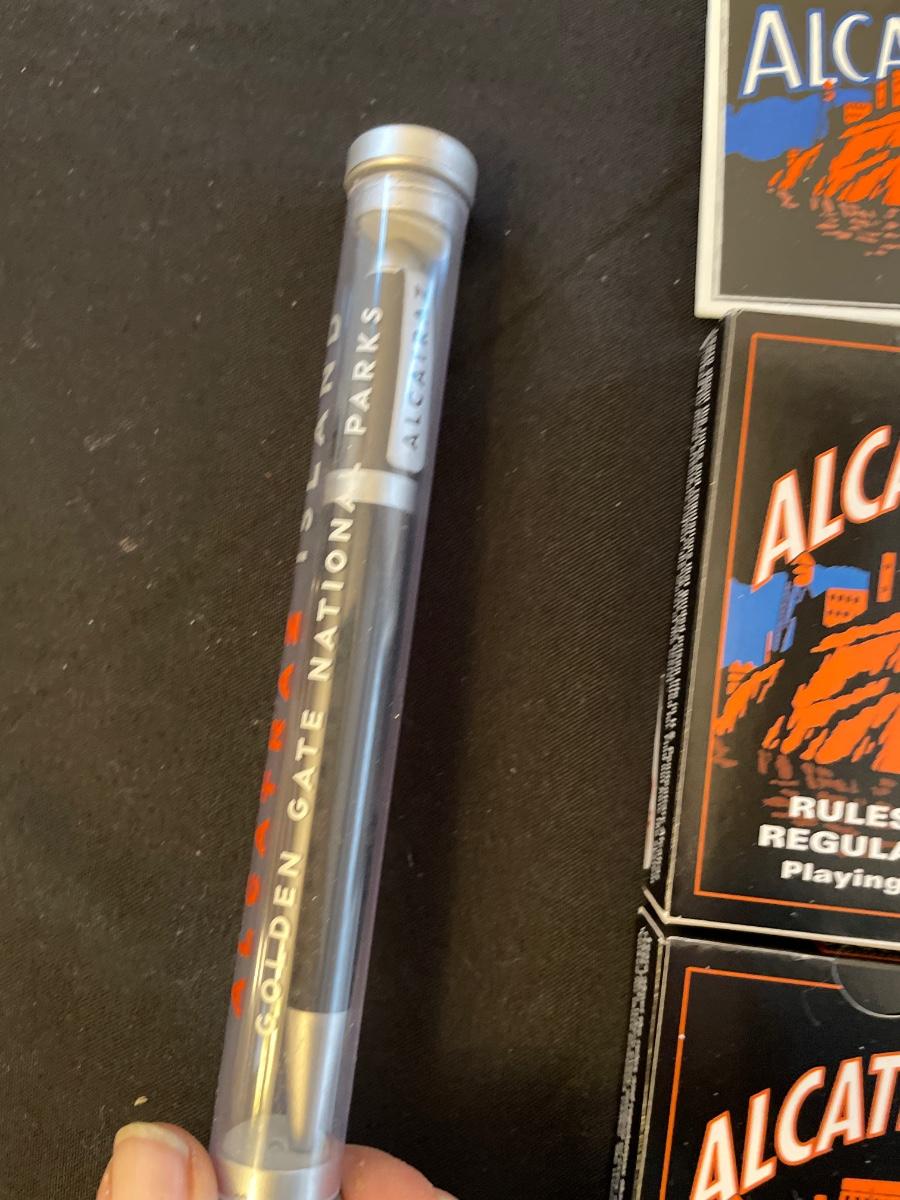 ALCATRAZ ISLAND
GOLDEN GATE NATIONAL PARKS
ALCATRAZ
ALCA
ALCA
RULES
REGULA
Playing
ALCAT